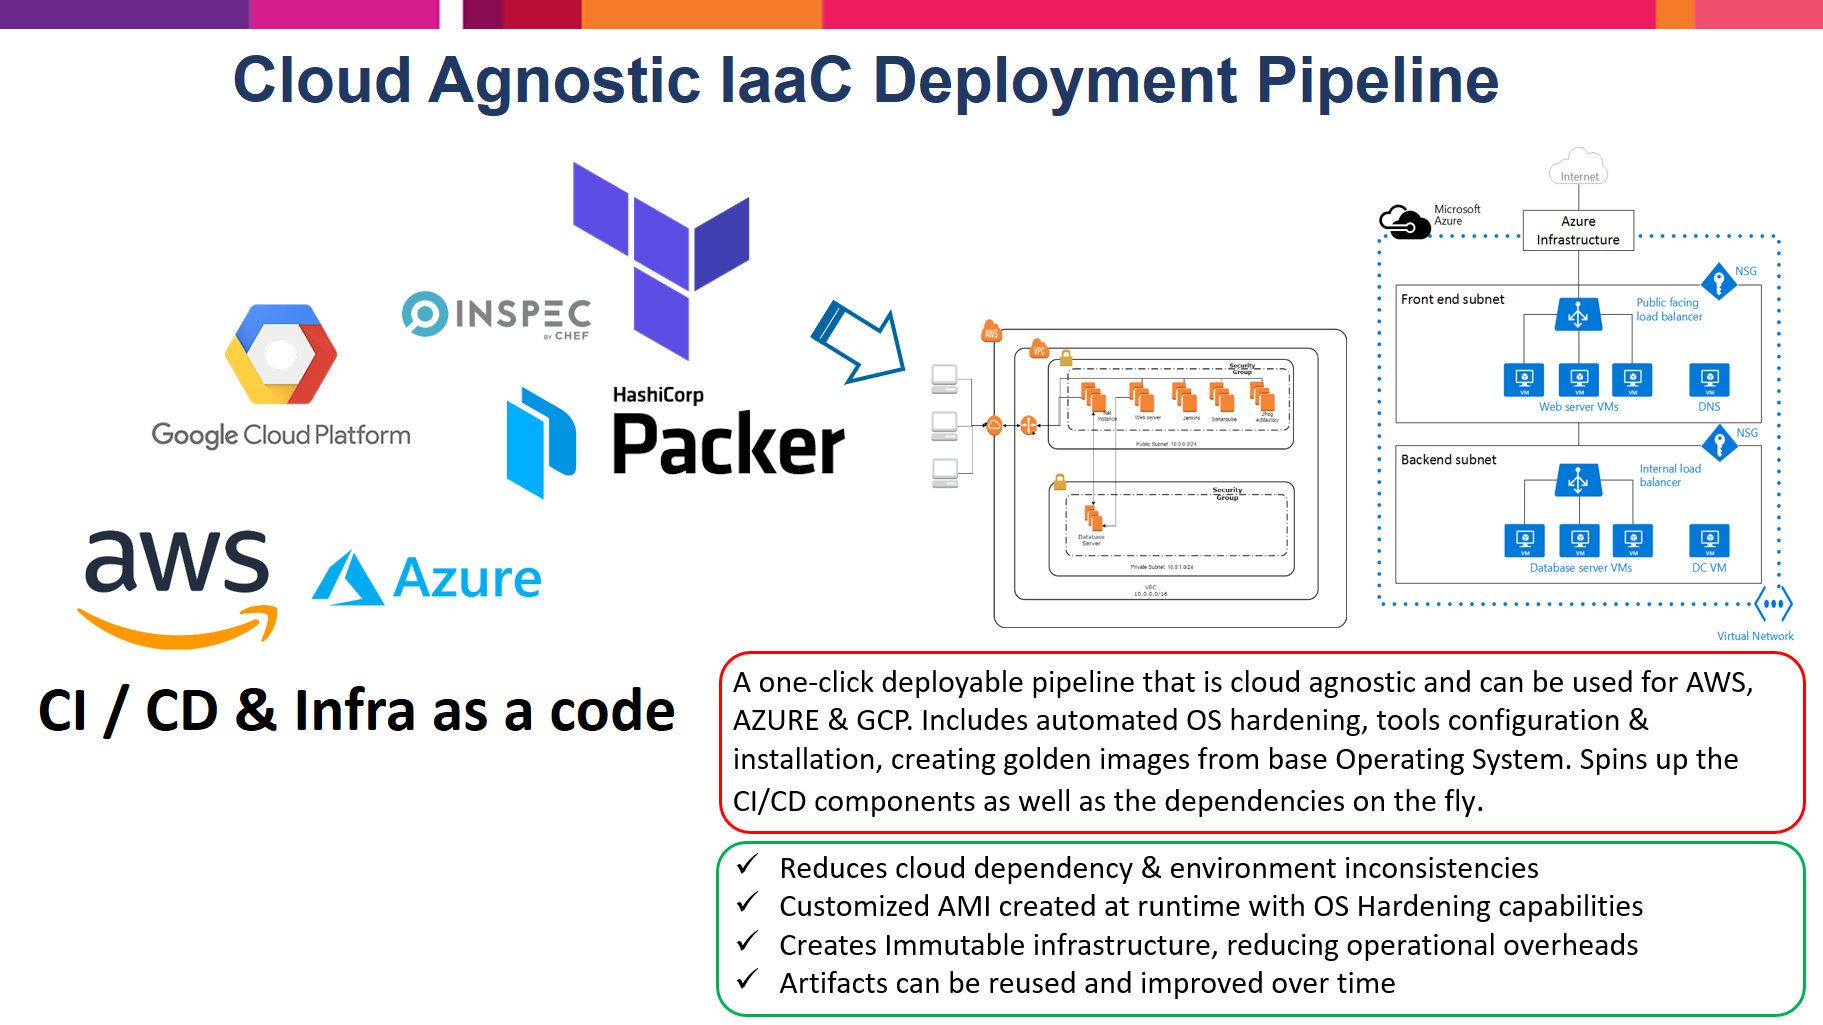 Cloud Agnostic IaaC Deployment Pipeline
INSPEC
BY CHEF
Google Cloud Platform
HashiCorp
Packer
aws
Azure
CI / CD & Infra as a code
AWS
VPC
Security
Group
Nat
Instance
Web server
Jenkins
Sonarqube
Jfrog
Artifactory
Public Subnet 10.0.0.0/24
Security
Group
Database
Server
Private Subnet 10.0.1.0/24
VPC
10.0.0.0/16
Internet
Microsoft
Azure
Azure
Infrastructure
NSG
Front end subnet
Public facing
load balancer
VM
VM
VM
VM
Web server VMs
DNS
NSG
Backend subnet
Internal load
balancer
VM
VM
VM
VM
Database server VMs
DC VM
Virtual Network
A one-click deployable pipeline that is cloud agnostic and can be used for AWS,
AZURE & GCP. Includes automated OS hardening, tools configuration &
installation, creating golden images from base Operating System. Spins up the
CI/CD components as well as the dependencies on the fly.
✓ Reduces cloud dependency & environment inconsistencies
✓ Customized AMI created at runtime with OS Hardening capabilities
✓ Creates Immutable infrastructure, reducing operational overheads
✓ Artifacts can be reused and improved over time